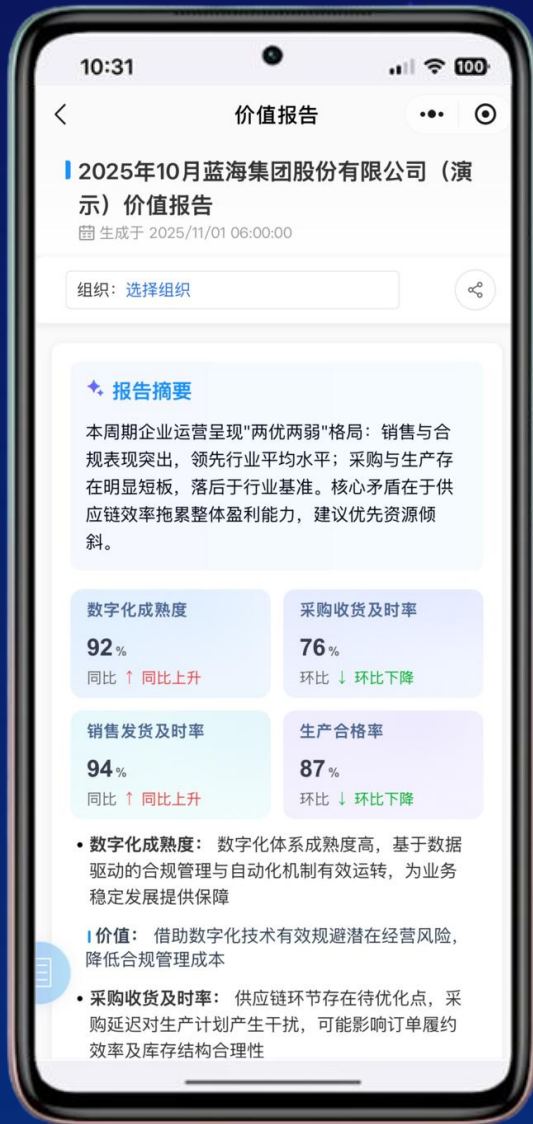 10:31
100
价值报告
2025年10月蓝海集团股份有限公司（演
示）价值报告
生成于 2025/11/01 06:00:00
组织：选择组织
报告摘要
本周期企业运营呈现"两优两弱"格局：销售与合
规表现突出，领先行业平均水平；采购与生产存
在明显短板，落后于行业基准。核心矛盾在于供
应链效率拖累整体盈利能力，建议优先资源倾
斜。
数字化成熟度
92%
同比 ↑ 同比上升
采购收货及时率
76%
环比 ↓ 环比下降
销售发货及时率
94%
同比 ↑ 同比上升
生产合格率
87%
环比 ↓ 环比下降
• 数字化成熟度： 数字化体系成熟度高，基于数据
驱动的合规管理与自动化机制有效运转，为业务
稳定发展提供保障
价值： 借助数字化技术有效规避潜在经营风险，
降低合规管理成本
• 采购收货及时率： 供应链环节存在待优化点，采
购延迟对生产计划产生干扰，可能影响订单履约
效率及库存结构合理性